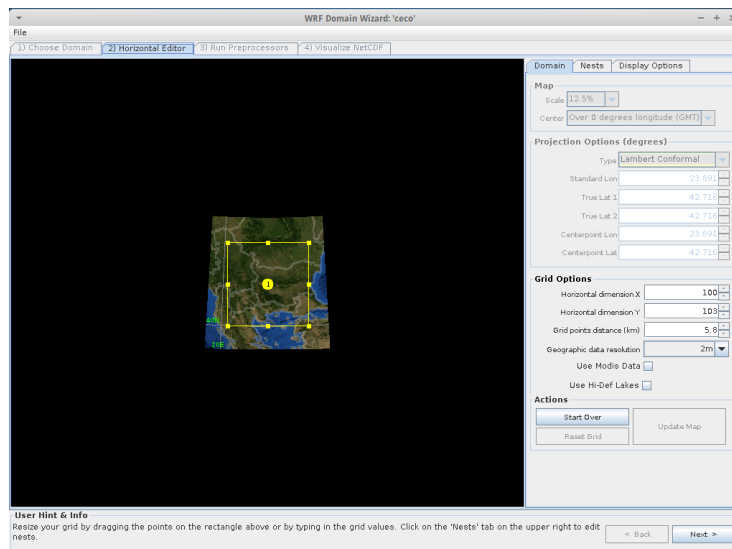 WRF Domain Wizard: 'ceco'
File
1) Choose Domain 2) Horizontal Editor 3) Run Preprocessors 4) Visualize NetCDF
Domain Nests Display Options
Map
Scale 12.5%
Center Over 0 degrees longitude (GMT)
Projection Options (degrees)
Type Lambert Conformal
Standard Lon 23.891
True Lat 1 42.716
True Lat 2 42.716
Centerpoint Lon 23.891
Centerpoint Lat 42.716
1
40N
20E
Grid Options
Horizontal dimension X 100
Horizontal dimension Y 103
Grid points distance (km) 5.8
Geographic data resolution 2m
Use Modis Data
Use Hi-Def Lakes
Actions
Start Over
Update Map
Reset Grid
User Hint & Info
Resize your grid by dragging the points on the rectangle above or by typing in the grid values. Click on the 'Nests' tab on the upper right to edit
nests.
< Back Next >